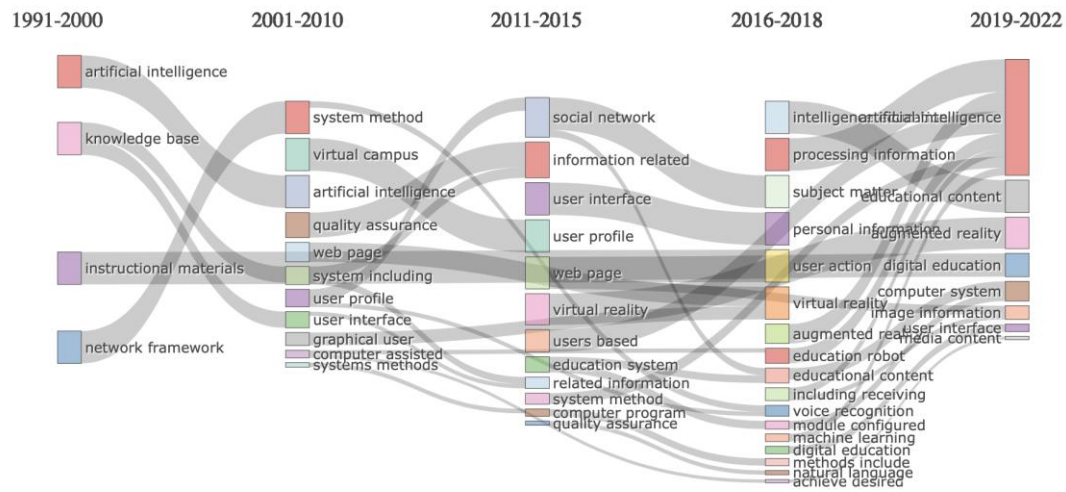 1991-2000
2001-2010
2011-2015
2016-2018
2019-2022
artificial intelligence
knowledge base
instructional materials
network framework
system method
virtual campus
artificial intelligence
quality assurance
web page
system including
user profile
user interface
graphical user
computer assisted
systems methods
social network
information related
user interface
user profile
web page
virtual reality
users based
education system
related information
system method
computer program
quality assurance
intelligence
processing information
subject matter
personal information
user action
virtual reality
augmented reality
education robot
educational content
including receiving
voice recognition
module configured
machine learning
digital education
methods include
natural language
achieve desired
artificial intelligence
educational content
augmented reality
digital education
computer system
image information
user interface
media content